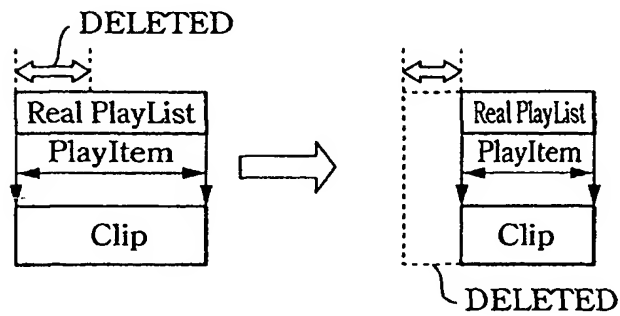 DELETED
Real PlayList
PlayItem
Clip
Real PlayList
PlayItem
Clip
DELETED